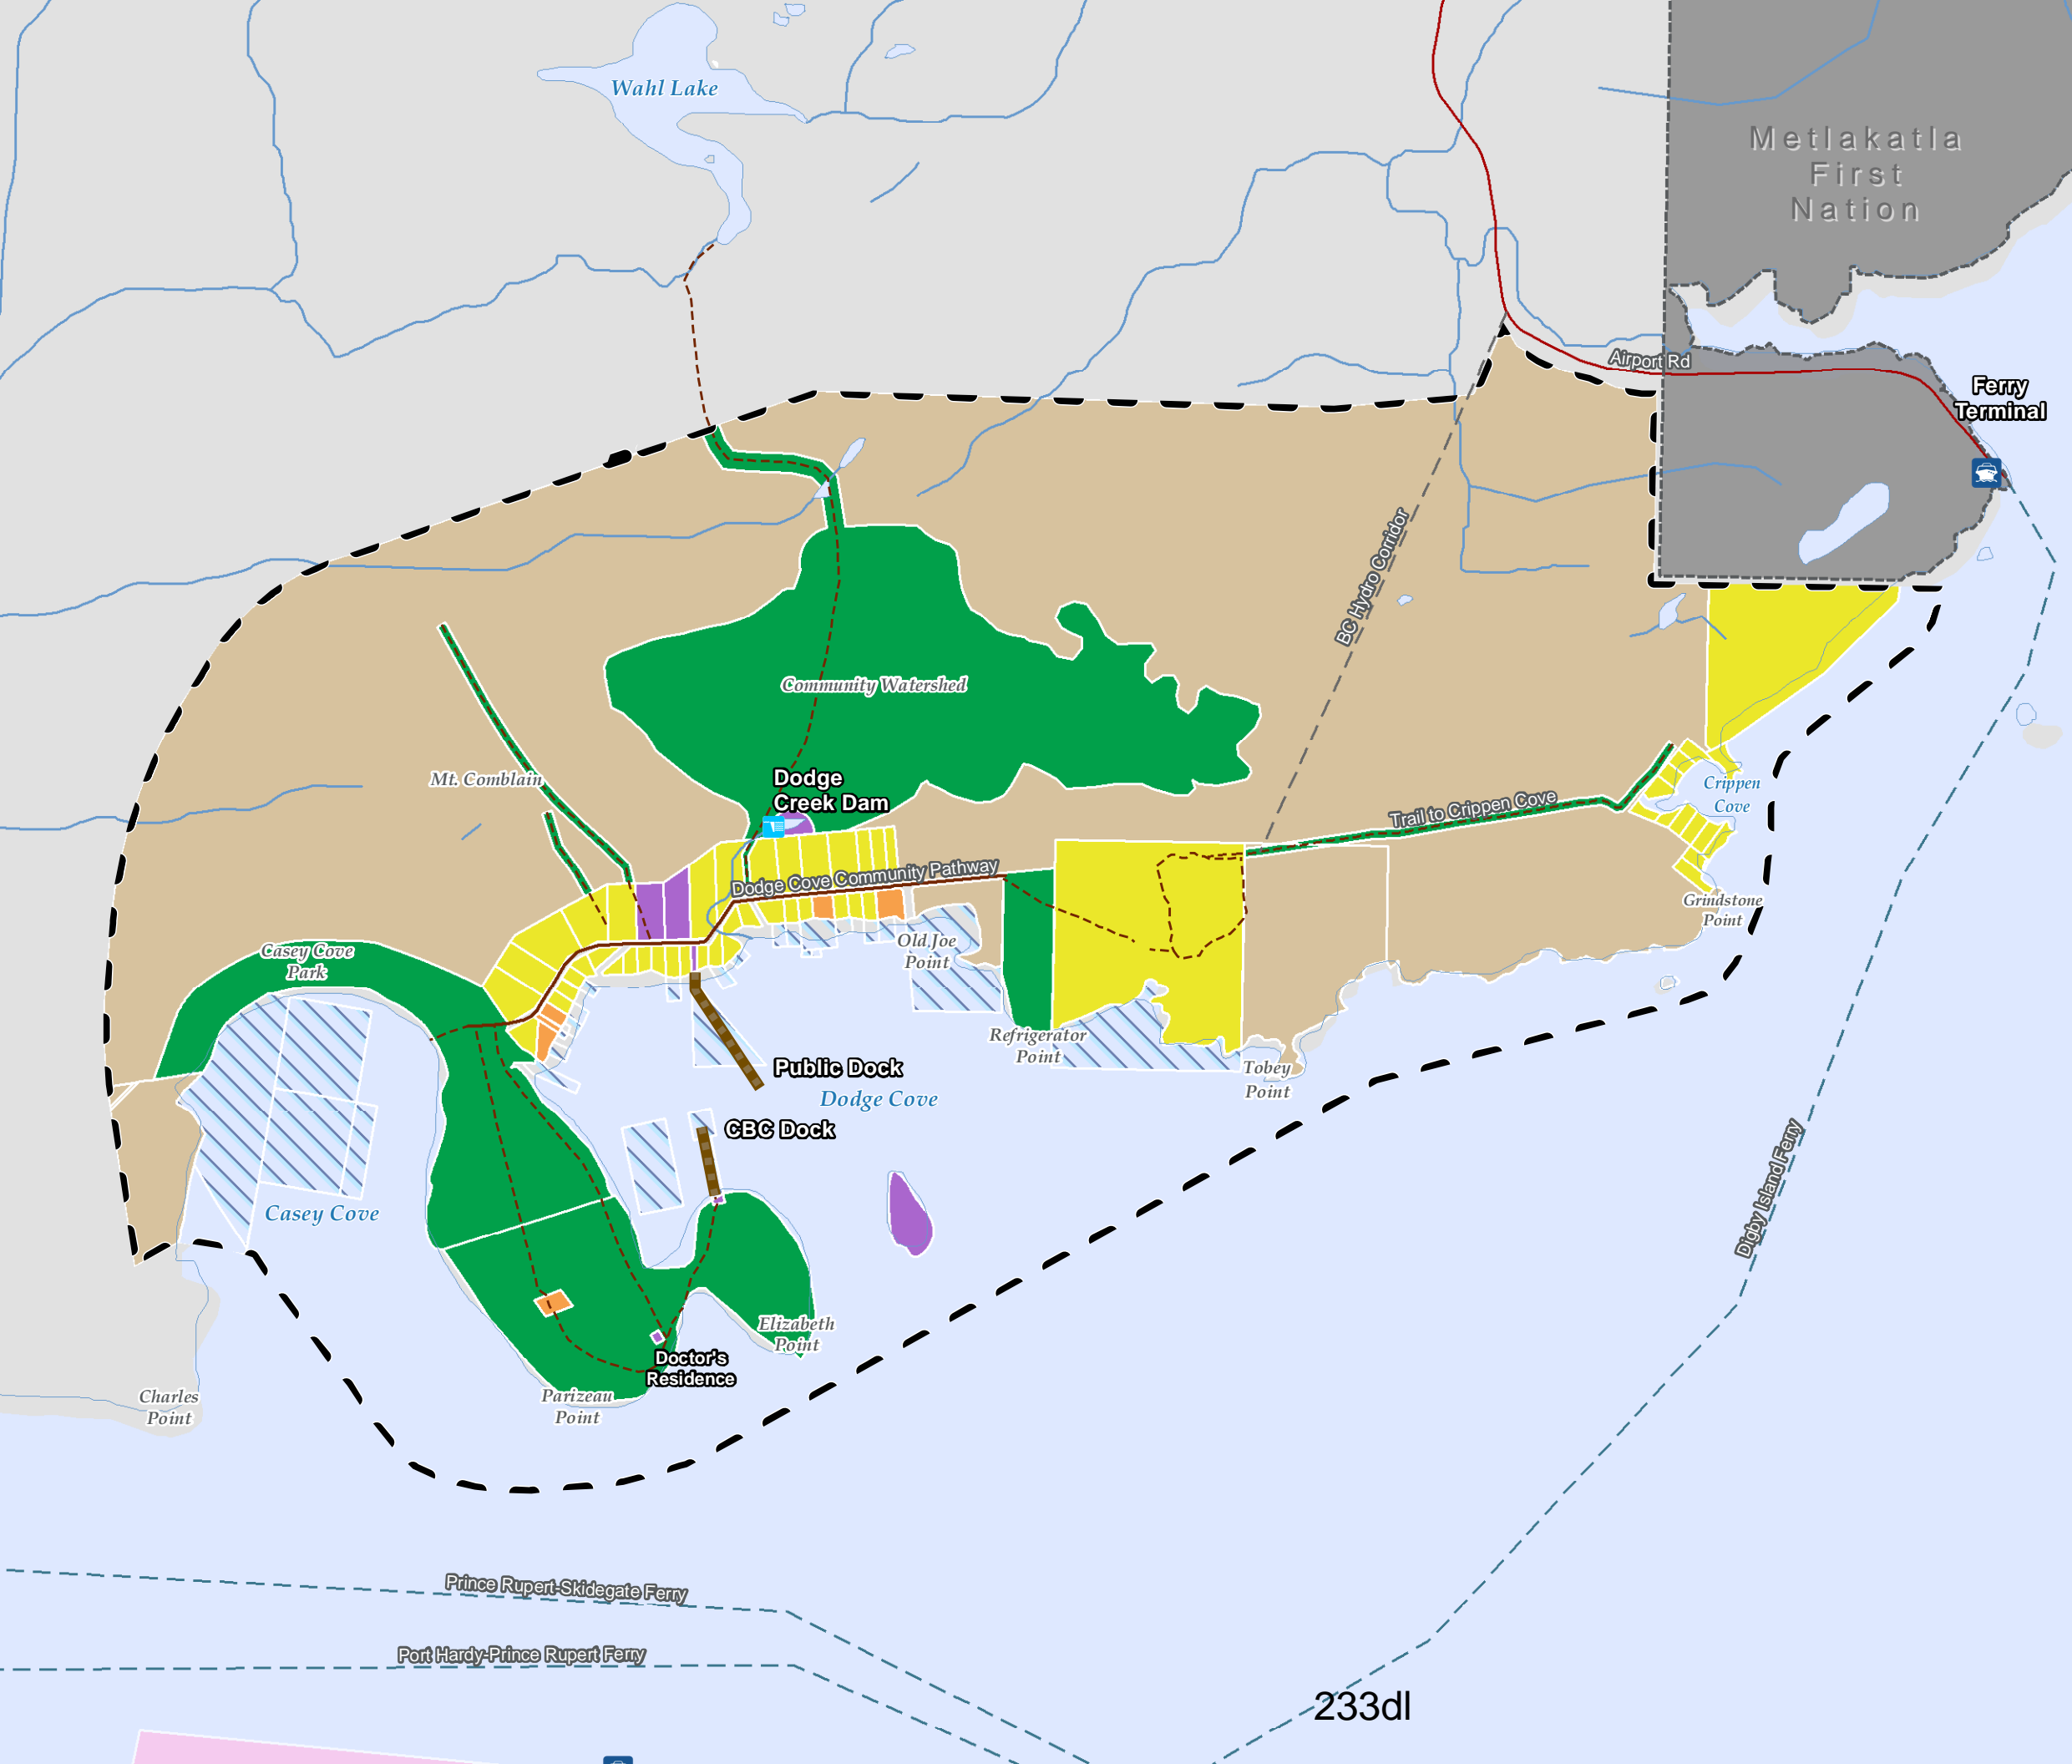 Wahl Lake
Metlakatla
First
Nation
Airport Rd
Ferry
Terminal
BC Hydro Corridor
Community Watershed
Mt. Comblain
Dodge
Creek Dam
Trail to Crippen Cove
Crippen
Cove
Dodge Cove Community Pathway
Grindstone
Point
Old Joe
Point
Casey Cove
Park
Refrigerator
Point
Tobey
Point
Public Dock
Dodge Cove
CBC Dock
Casey Cove
Digby Island Ferry
Elizabeth
Point
Doctor's
Residence
Charles
Point
Parizeau
Point
Prince Rupert-Skidegate Ferry
Port Hardy-Prince Rupert Ferry
233dl